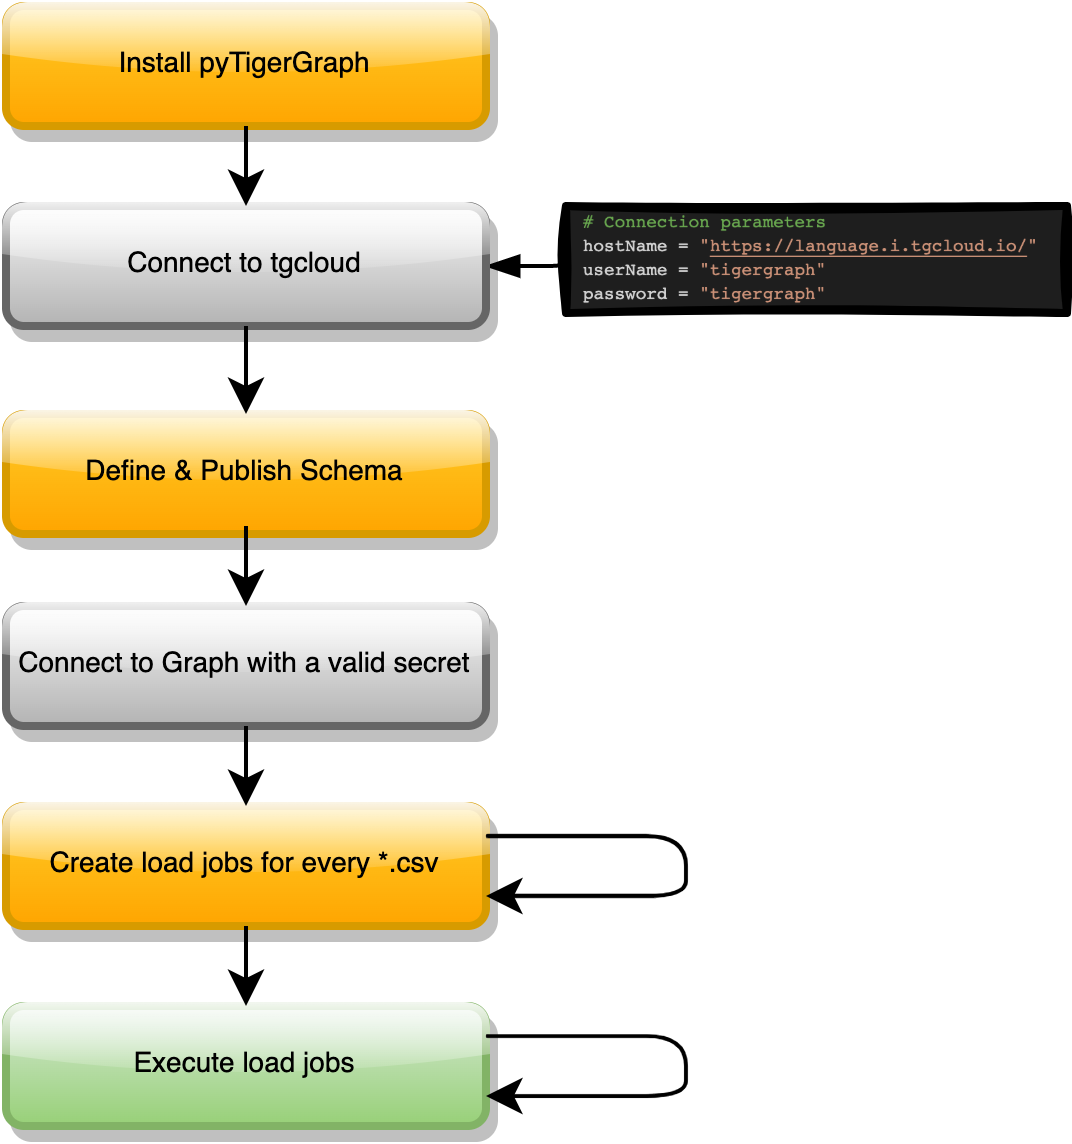 Install pyTigerGraph
Connect to tgcloud
# Connection parameters
hostName = "https://language.i.tgcloud.io/"
userName = "tigergraph"
password = "tigergraph"
Define & Publish Schema
Connect to Graph with a valid secret
Create load jobs for every *.csv
Execute load jobs